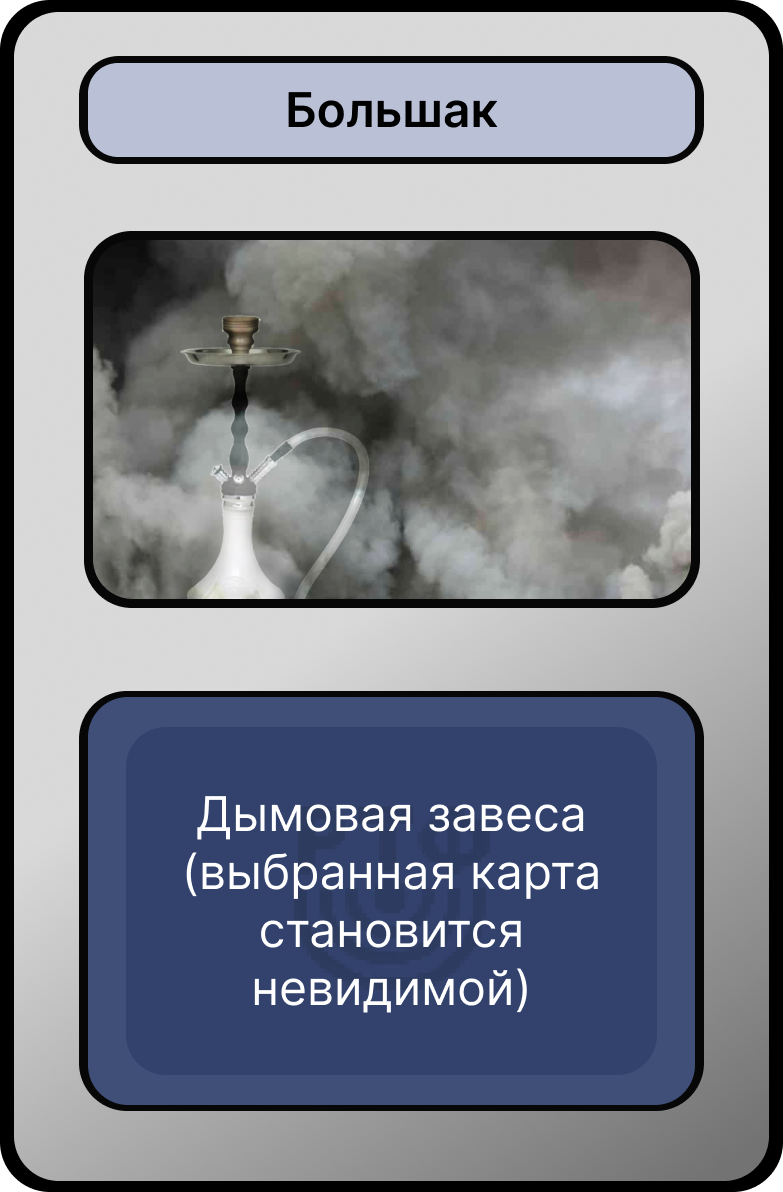 Большак
Дымовая завеса
(выбранная карта
становится
невидимой)